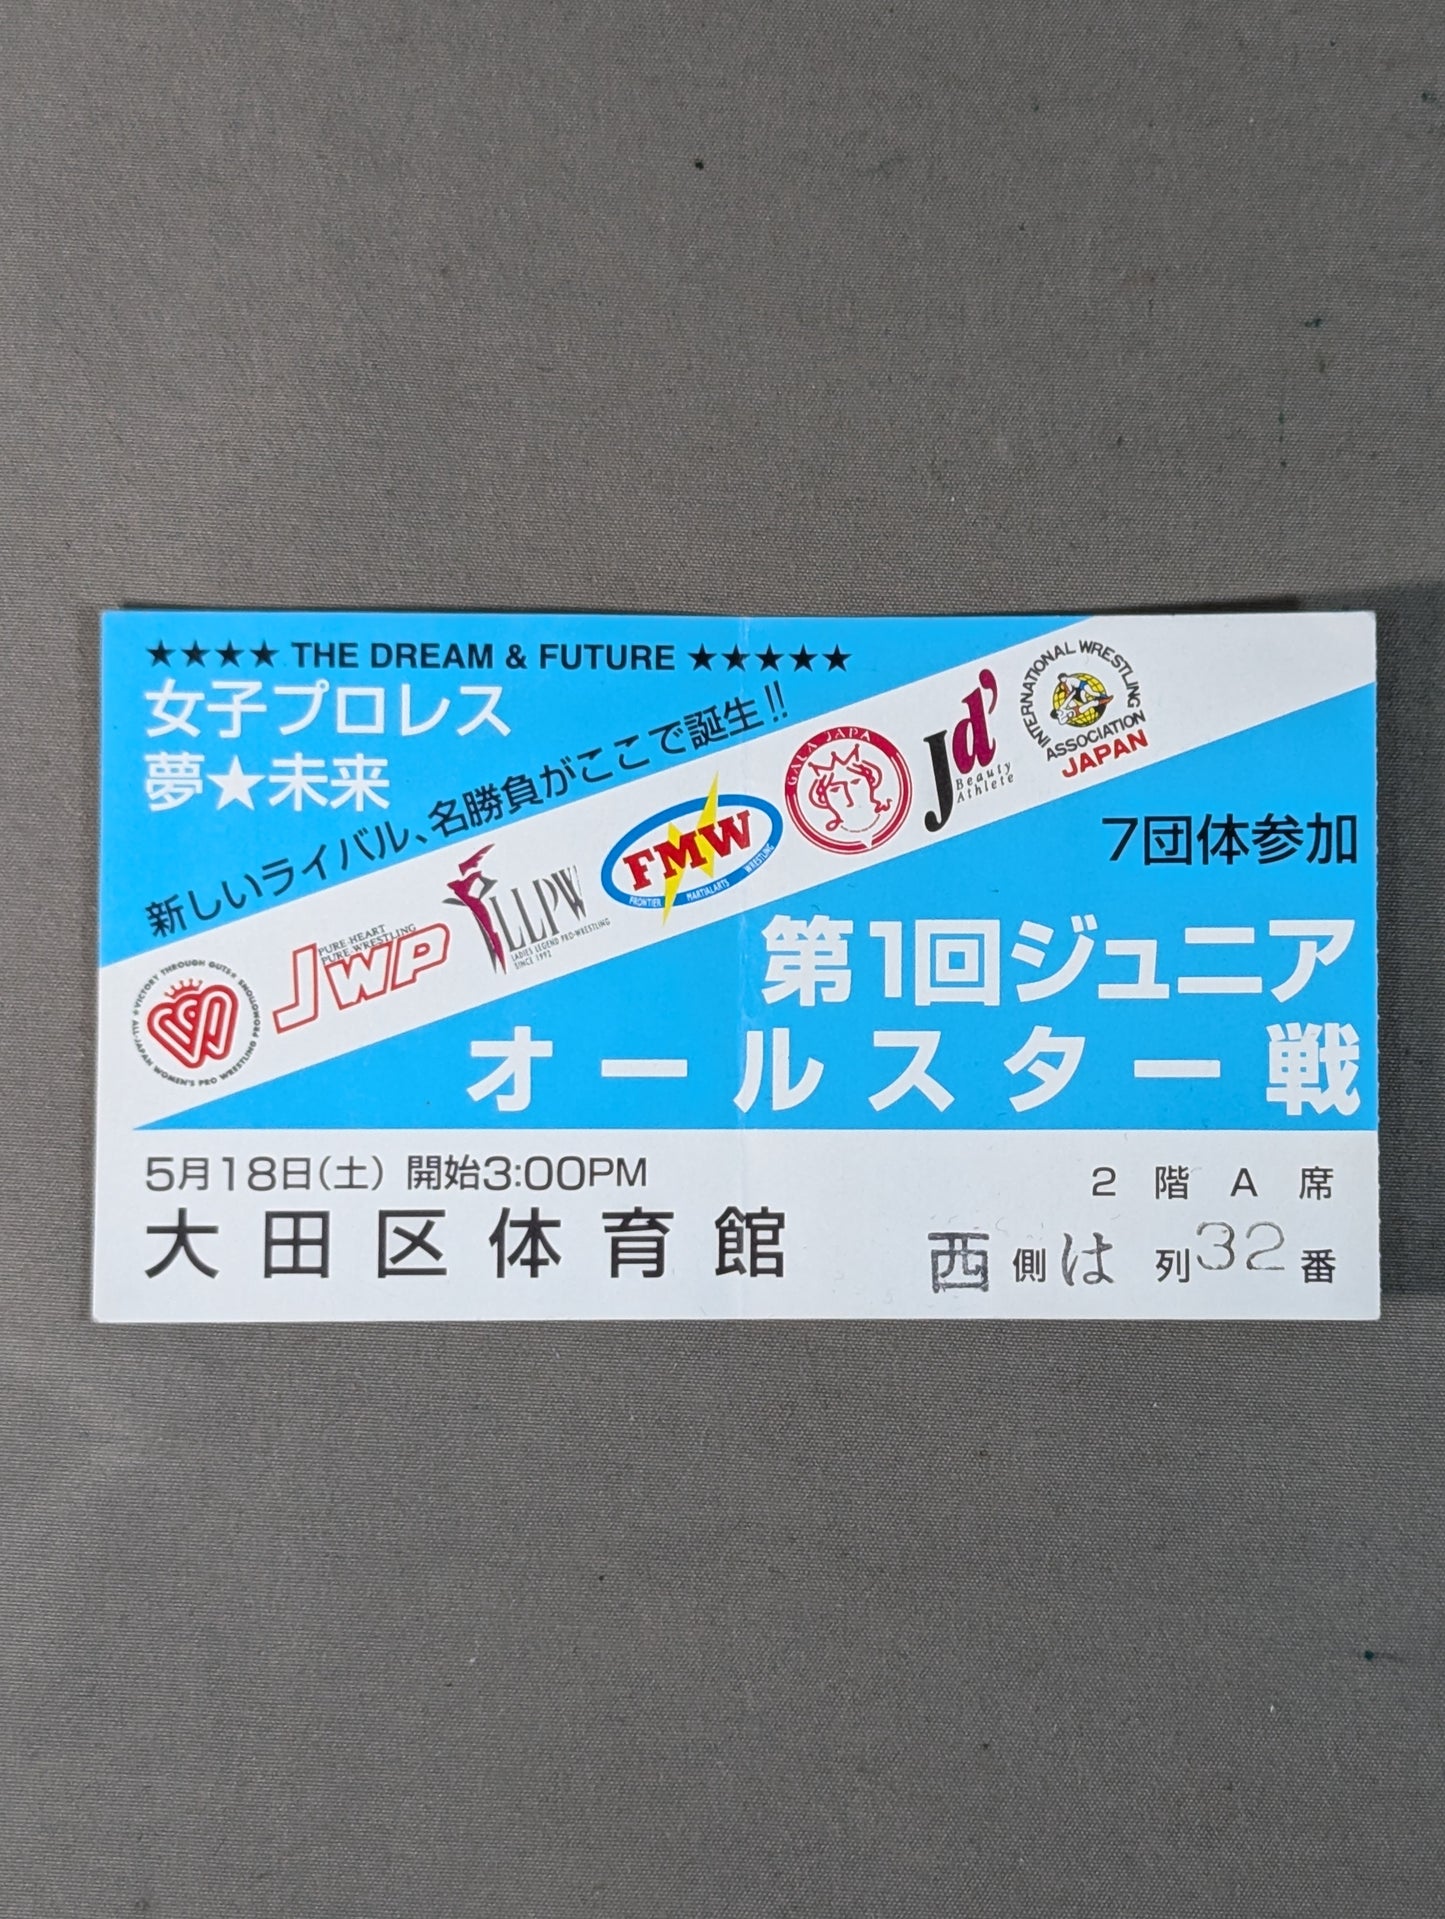 ★★★★ THE DREAM & FUTURE ★★★★★
女子プロレス
夢★未来
新しいライバル、名勝負がここで誕生!!
★VICTORY THROUGH GUTS★ ALL-JAPAN WOMEN'S PRO WRESTLING PROMOTIONS
PURE-HEART
PURE-WRESTLING
JWP
LLPW
LADIES LEGEND PRO-WRESTLING
SINCE 1992
FMW
FRONTIER MARTIALARTS WRESTLING
GAEA JAPAN
Jd'
Beauty
Athlete
INTERNATIONAL WRESTLING
ASSOCIATION
JAPAN
7団体参加
第1回ジュニア
オールスター戦
5月18日(土) 開始3:00PM
大田区体育館
2階A席
西側は列32番